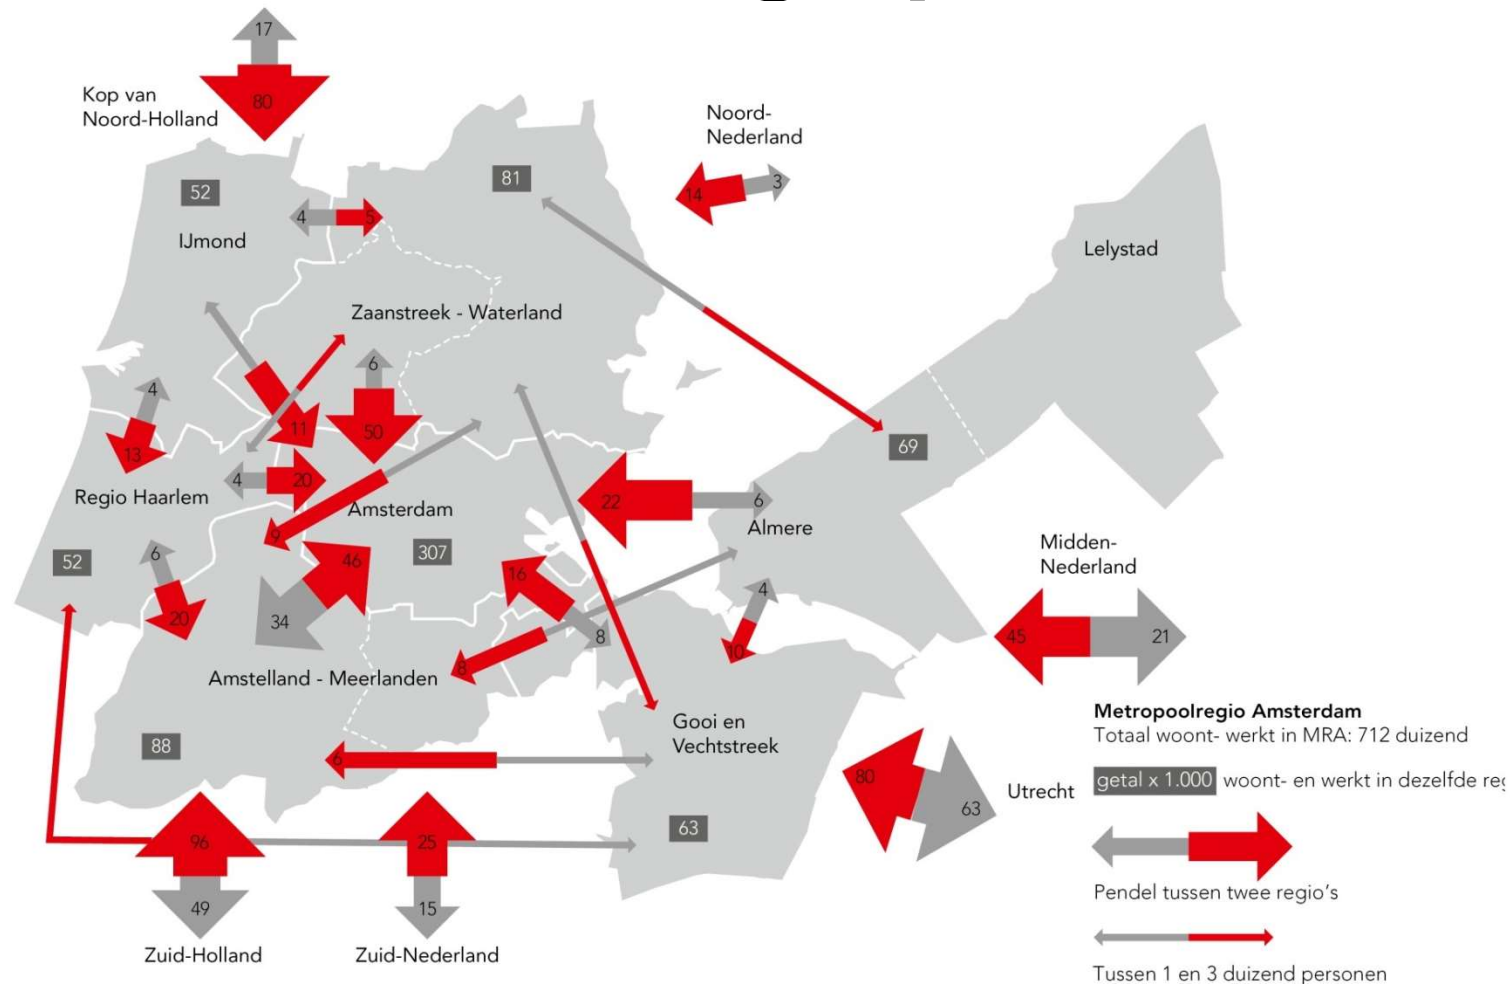 17
80
Kop van
Noord-Holland
Noord-
Nederland
14
3
52
81
IJmond
4
5
Lelystad
Zaanstreek - Waterland
6
50
11
4
13
69
Regio Haarlem
4
20
Amsterdam
9
22
6
Almere
307
52
6
20
46
34
16
8
8
4
10
Midden-
Nederland
45
21
Amstelland - Meerlanden
88
6
Gooi en
Vechtstreek
63
Metropoolregio Amsterdam
Totaal woont- werkt in MRA: 712 duizend
getal x 1.000 woont- en werkt in dezelfde
80
63
Utrecht
96
49
Zuid-Holland
25
15
Zuid-Nederland
Pendel tussen twee regio's
Tussen 1 en 3 duizend personen